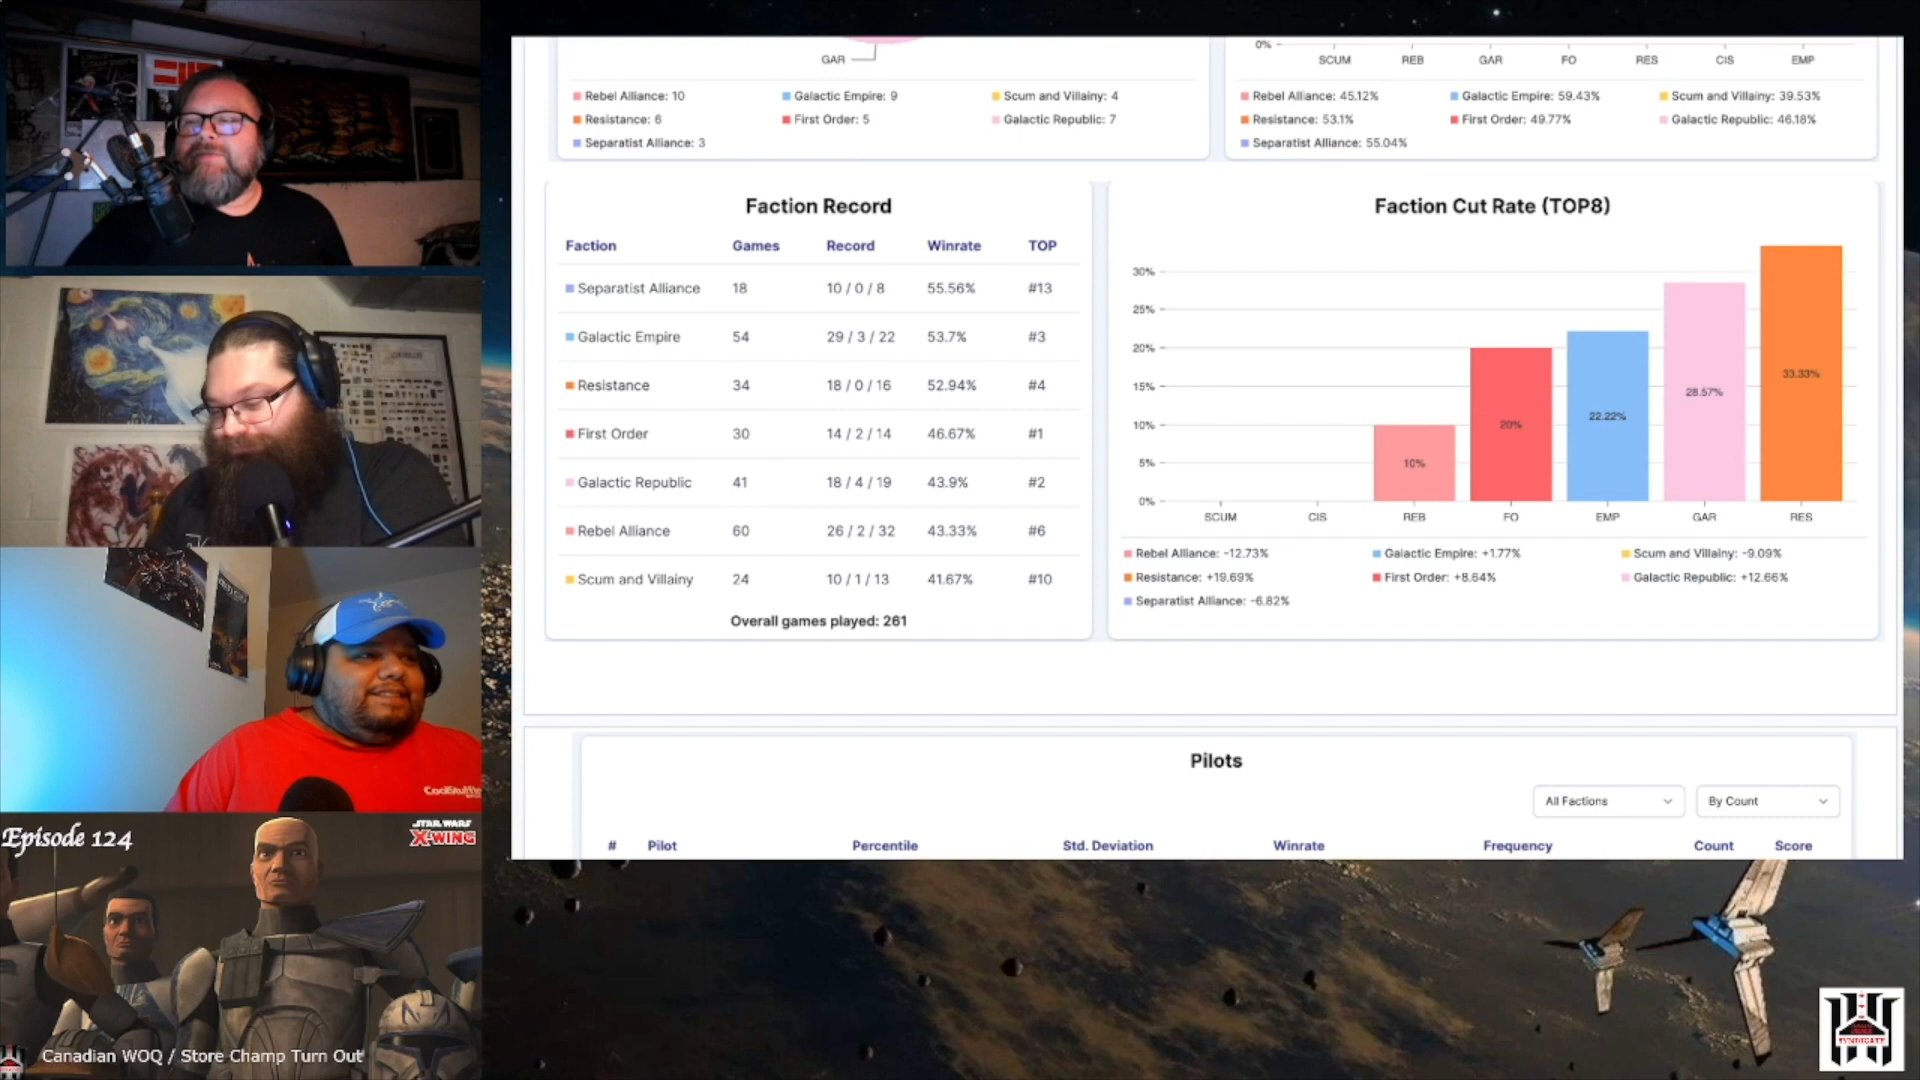 GAR
Rebel Alliance: 10
Galactic Empire: 9
Scum and Villainy: 4
Resistance: 6
First Order: 5
Galactic Republic: 7
Separatist Alliance: 3
0%
SCUM REB GAR FO RES CIS EMP
Rebel Alliance: 45.12%
Galactic Empire: 59.43%
Scum and Villainy: 39.53%
Resistance: 53.1%
First Order: 49.77%
Galactic Republic: 46.18%
Separatist Alliance: 55.04%
Faction Record
Faction Games Record Winrate TOP
Separatist Alliance 18 10 / 0 / 8 55.56% #13
Galactic Empire 54 29 / 3 / 22 53.7% #3
Resistance 34 18 / 0 / 16 52.94% #4
First Order 30 14 / 2 / 14 46.67% #1
Galactic Republic 41 18 / 4 / 19 43.9% #2
Rebel Alliance 60 26 / 2 / 32 43.33% #6
Scum and Villainy 24 10 / 1 / 13 41.67% #10
Overall games played: 261
Faction Cut Rate (TOP8)
30%
25%
20%
15%
10%
5%
0%
10%
20%
22.22%
28.57%
33.33%
SCUM CIS REB FO EMP GAR RES
Rebel Alliance: -12.73%
Galactic Empire: +1.77%
Scum and Villainy: -9.09%
Resistance: +19.69%
First Order: +8.64%
Galactic Republic: +12.66%
Separatist Alliance: -6.82%
Pilots
All Factions
By Count
# Pilot Percentile Std. Deviation Winrate Frequency Count Score
Episode 124
STAR WARS
X-WING
Canadian WOQ / Store Champ Turn Out
SYNDICATE